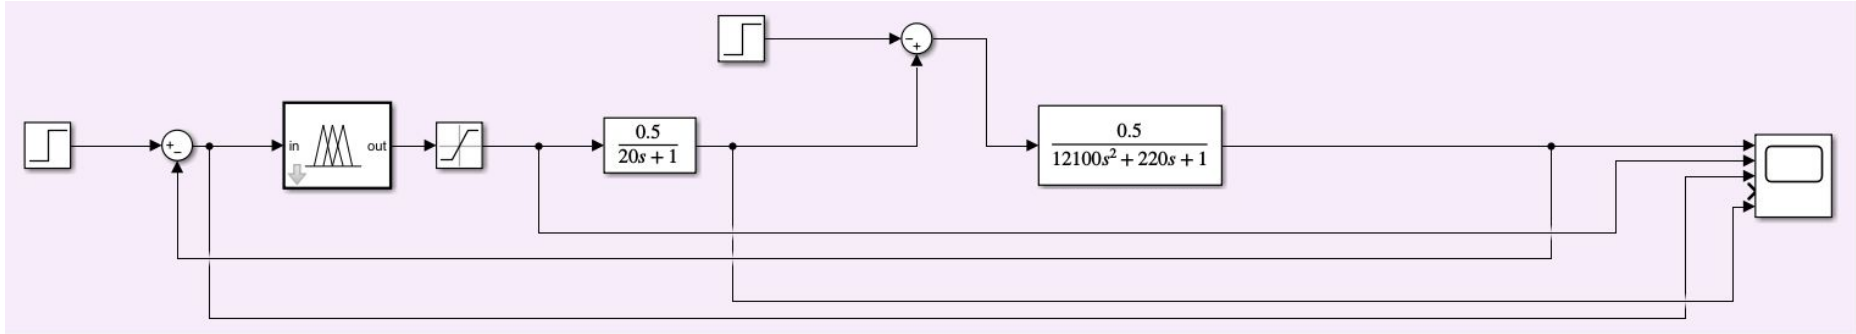 −
+
+
−
in
out
0.5
20s + 1
0.5
12100s² + 220s + 1